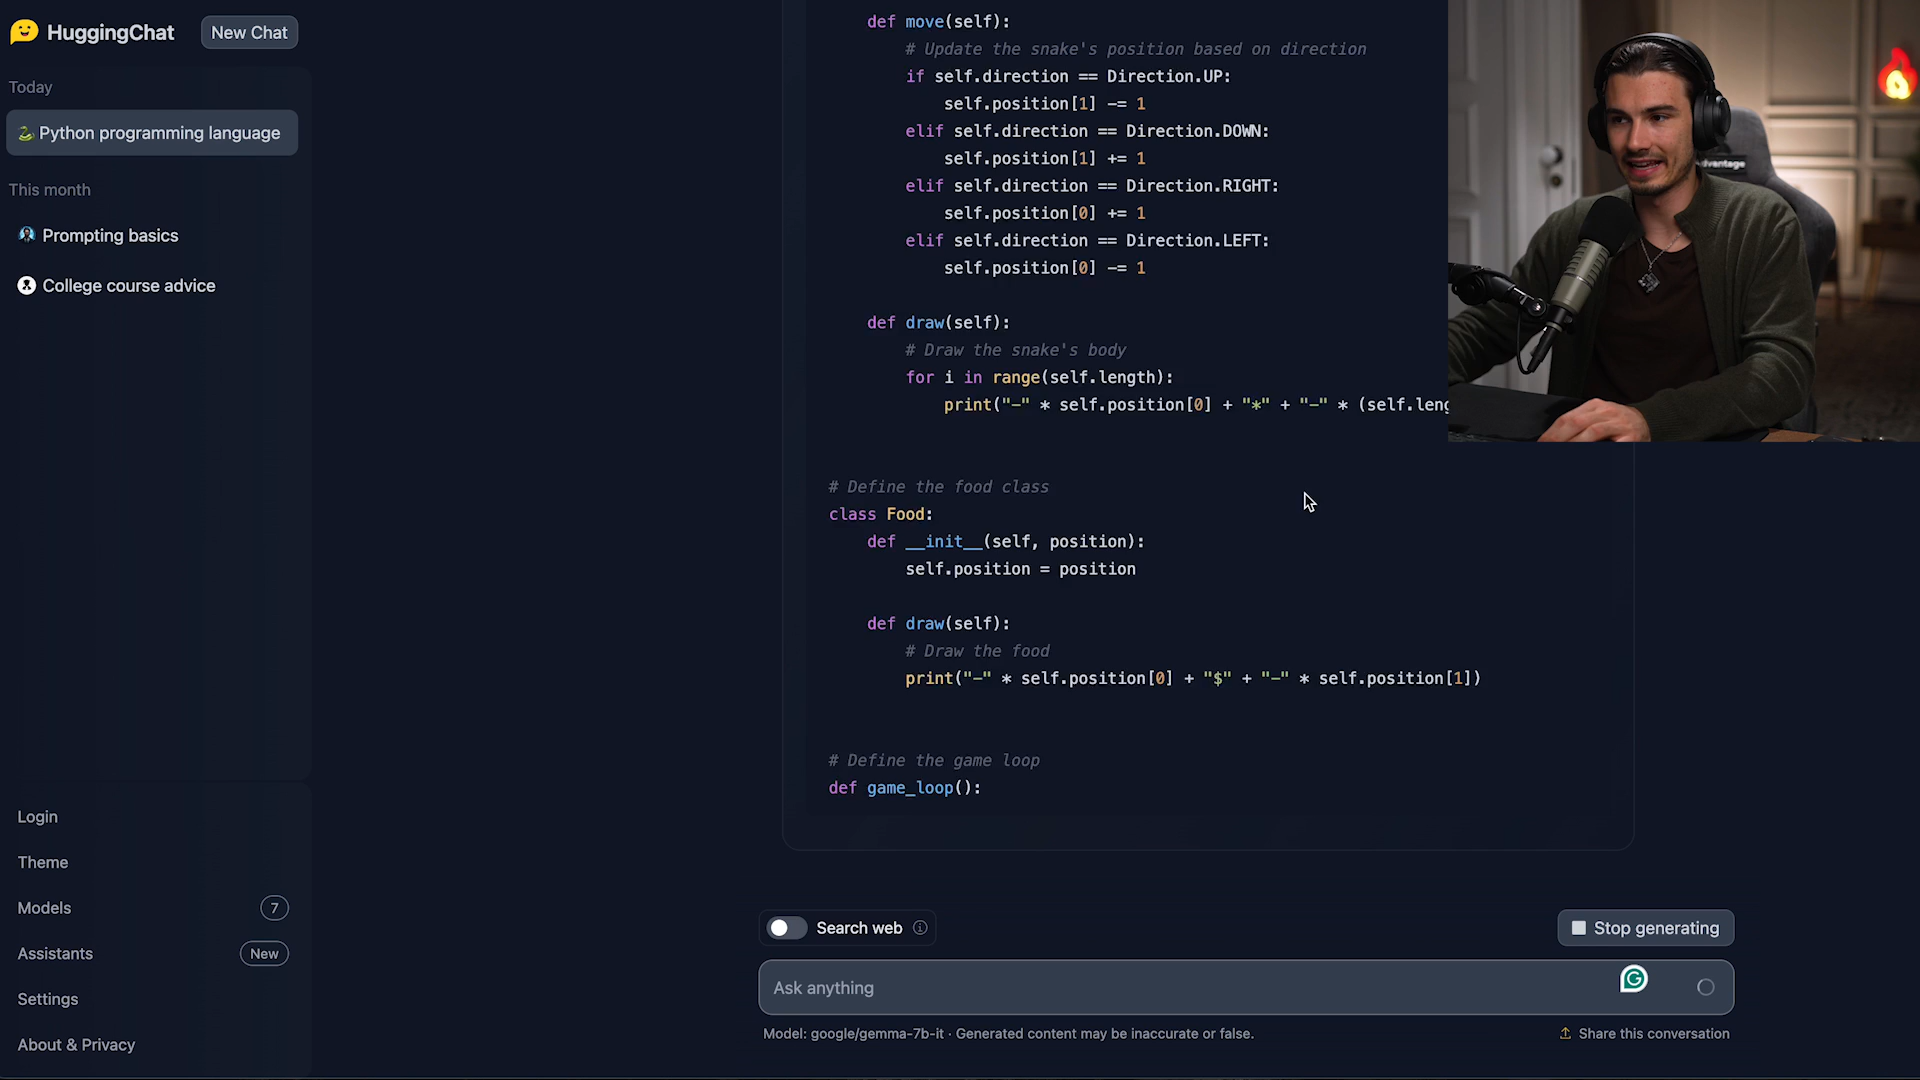 HuggingChat
New Chat
Today
Python programming language
This month
Prompting basics
College course advice
Login
Theme
Models 7
Assistants New
Settings
About & Privacy
def move(self):
# Update the snake's position based on direction
if self.direction == Direction.UP:
self.position[1] -= 1
elif self.direction == Direction.DOWN:
self.position[1] += 1
elif self.direction == Direction.RIGHT:
self.position[0] += 1
elif self.direction == Direction.LEFT:
self.position[0] -= 1
def draw(self):
# Draw the snake's body
for i in range(self.length):
print("-" * self.position[0] + "*" + "-" * (self.leng
# Define the food class
class Food:
def __init__(self, position):
self.position = position
def draw(self):
# Draw the food
print("-" * self.position[0] + "$" + "-" * self.position[1])
# Define the game loop
def game_loop():
Search web
Stop generating
Ask anything
Model: google/gemma-7b-it · Generated content may be inaccurate or false.
Share this conversation